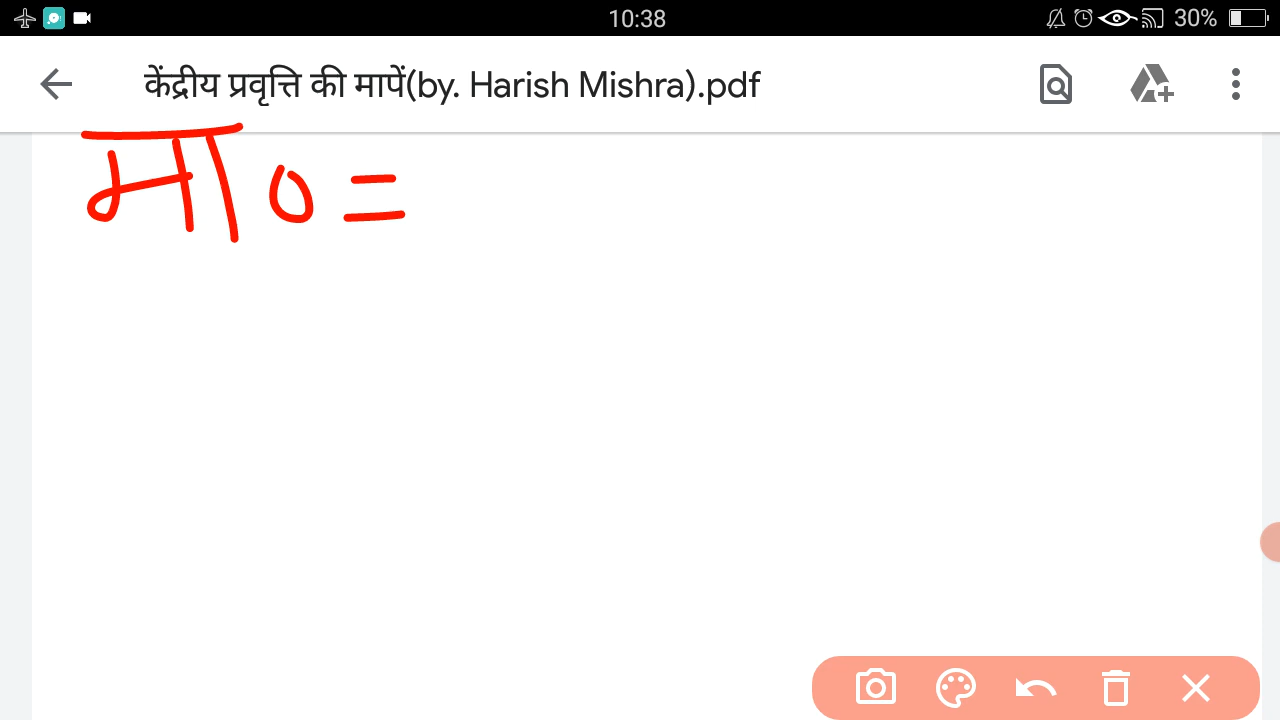 10:38
30%
केंद्रीय प्रवृत्ति की मापें(by. Harish Mishra).pdf
मा० =